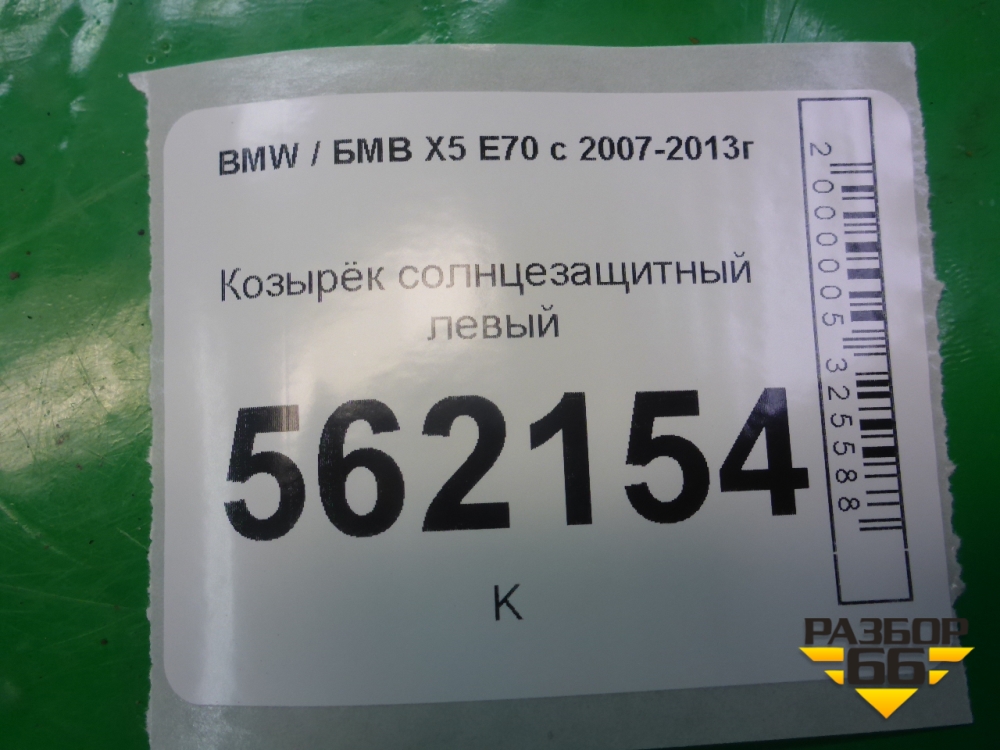 BMW / БМВ X5 E70 с 2007-2013г
Козырёк солнцезащитный
левый
562154
К
2000005325588
РАЗБОР
66